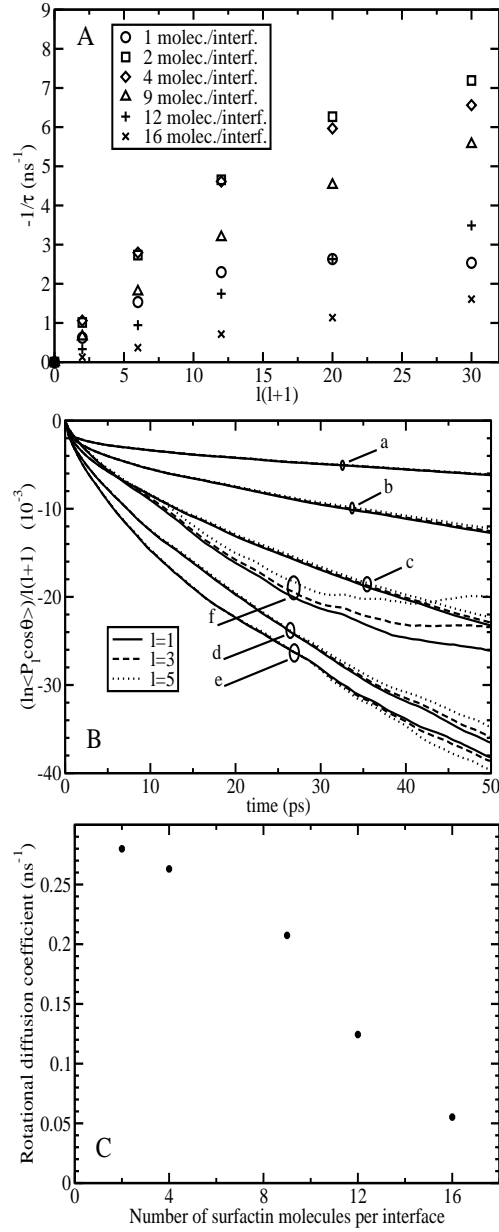 A
9
8
7
6
5
4
3
2
1
0
-1/τ (ns⁻¹)
1 molec./interf.
2 molec./interf.
4 molec./interf.
9 molec./interf.
12 molec./interf.
16 molec./interf.
0 5 10 15 20 25 30
l(l+1)
0
-10
-20
-30
-40
(ln<P_l cosθ>)/l(l+1) (10⁻³)
a
b
c
f
d
e
l=1
l=3
l=5
B
0 10 20 30 40 50
time (ps)
0.25
0.2
0.15
0.1
0.05
0
Rotational diffusion coefficient (ns⁻¹)
C
0 4 8 12 16
Number of surfactin molecules per interface